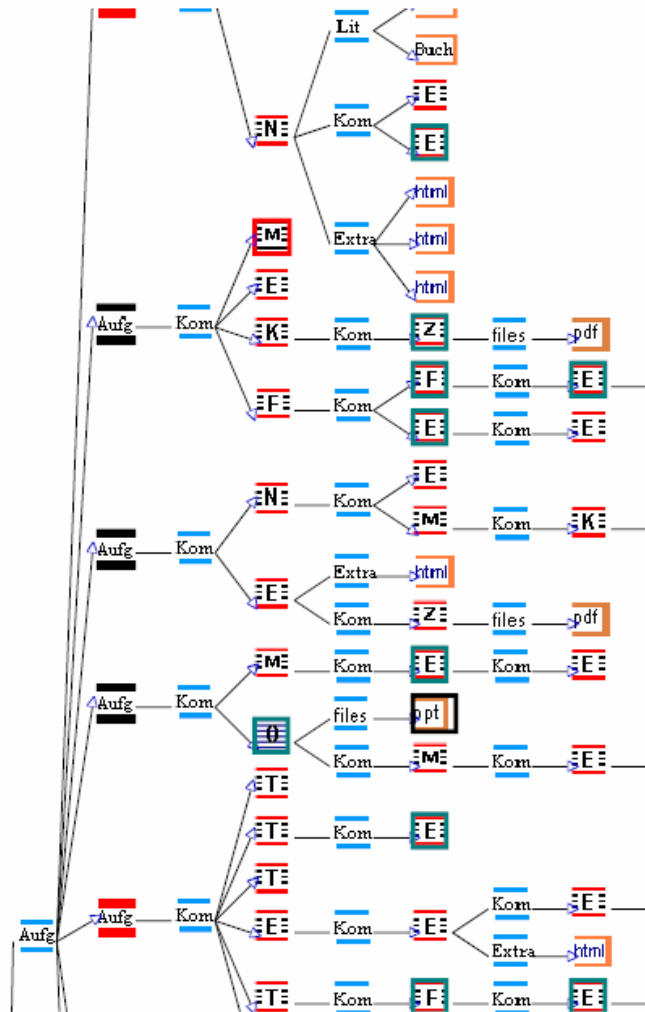 Lit
Buch
E
N Kom
E
html
Extra html
M
E html
Aufg Kom K Kom Z files pdf
F Kom E
F Kom
E Kom E
E
N Kom
M Kom K
Aufg Kom
Extra html
E
Kom Z files pdf
M Kom E Kom E
Aufg Kom
files ppt
0
Kom M Kom E
T
T Kom E
T
Kom E
Aufg Aufg Kom E Kom E
Extra html
T Kom F Kom E